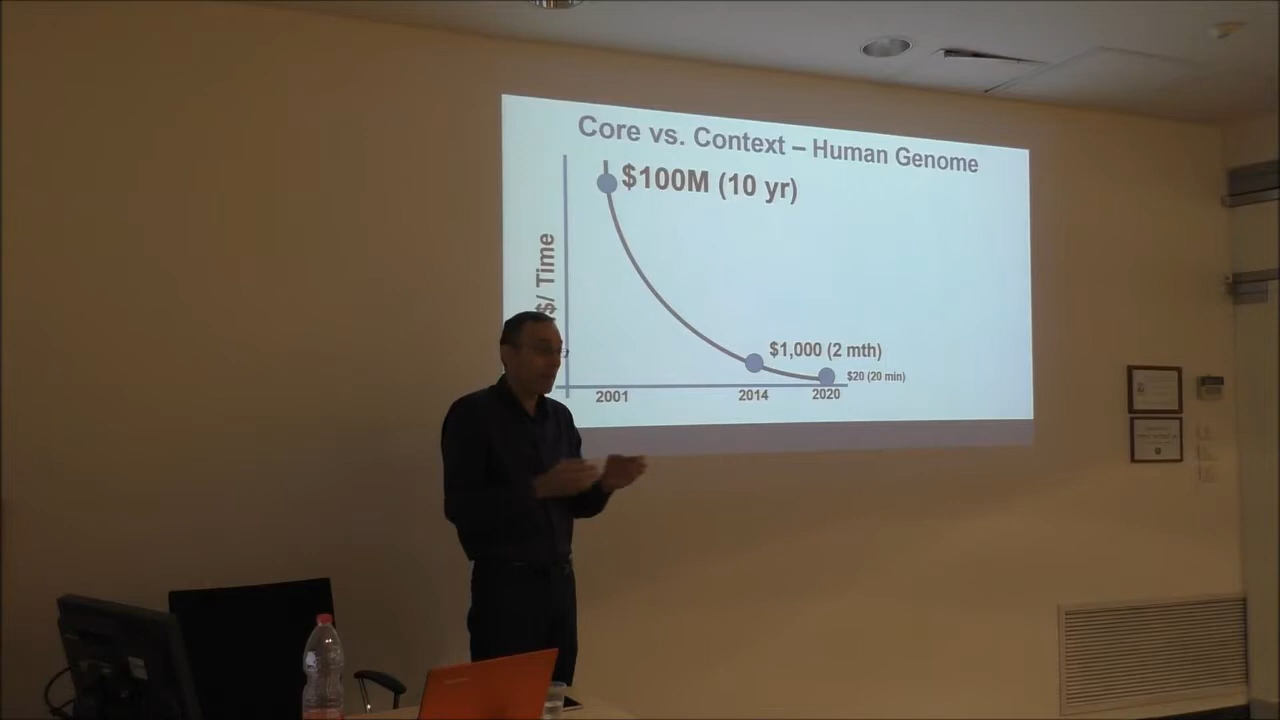 Core vs. Context – Human Genome
$100M (10 yr)
$/ Time
$1,000 (2 mth)
$20 (20 min)
2001
2014
2020